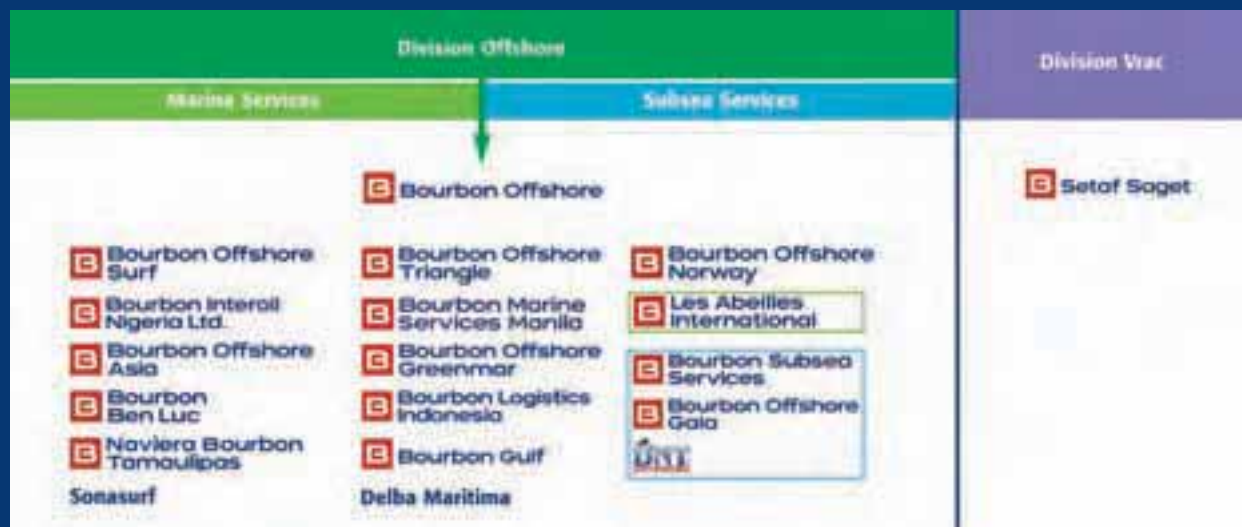 Division Offshore
Division Vrac
Marine Services
Subsea Services
Bourbon Offshore
Setaf Saget
Bourbon Offshore
Surf
Bourbon Interoil
Nigeria Ltd.
Bourbon Offshore
Asia
Bourbon
Ben Luc
Naviera Bourbon
Tamaulipas
Sonasurf
Bourbon Offshore
Triangle
Bourbon Marine
Services Manila
Bourbon Offshore
Greenmar
Bourbon Logistics
Indonesia
Bourbon Gulf
Delba Maritima
Bourbon Offshore
Norway
Les Abeilles
International
Bourbon Subsea
Services
Bourbon Offshore
Gaia